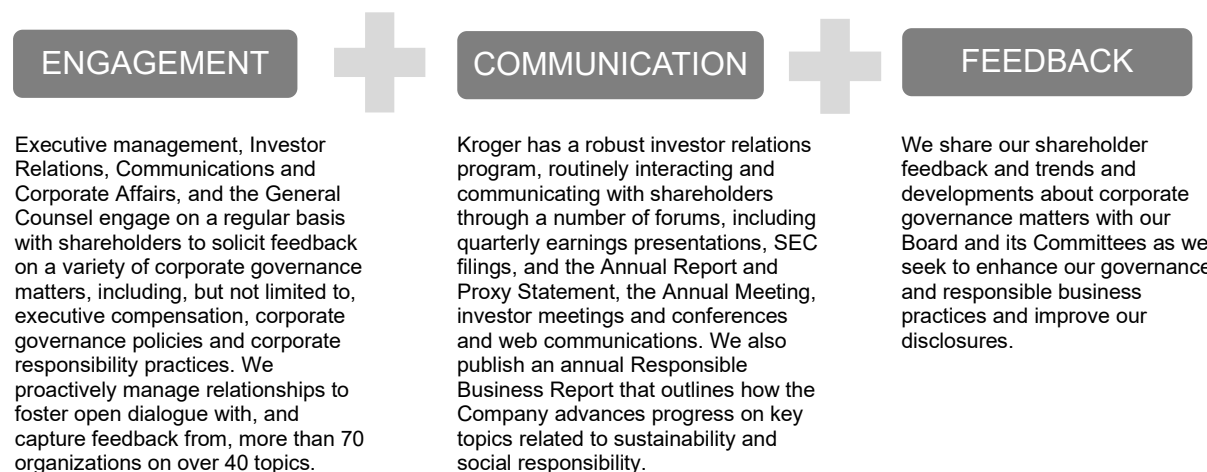 ENGAGEMENT
Executive management, Investor
Relations, Communications and
Corporate Affairs, and the General
Counsel engage on a regular basis
with shareholders to solicit feedback
on a variety of corporate governance
matters, including, but not limited to,
executive compensation, corporate
governance policies and corporate
responsibility practices. We
proactively manage relationships to
foster open dialogue with, and
capture feedback from, more than 70
organizations on over 40 topics.
COMMUNICATION
Kroger has a robust investor relations
program, routinely interacting and
communicating with shareholders
through a number of forums, including
quarterly earnings presentations, SEC
filings, and the Annual Report and
Proxy Statement, the Annual Meeting,
investor meetings and conferences
and web communications. We also
publish an annual Responsible
Business Report that outlines how the
Company advances progress on key
topics related to sustainability and
social responsibility.
FEEDBACK
We share our shareholder
feedback and trends and
developments about corporate
governance matters with our
Board and its Committees as we
seek to enhance our governance
and responsible business
practices and improve our
disclosures.